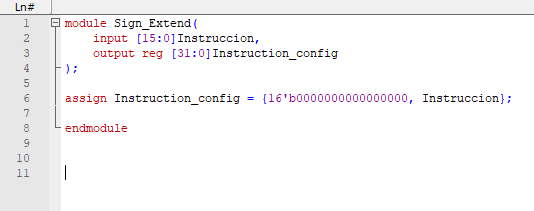 Ln#
1 module Sign_Extend(
2 input [15:0]Instruccion,
3 output reg [31:0]Instruction_config
4 );
5
6 assign Instruction_config = {16'b0000000000000000, Instruccion};
7
8 endmodule
9
10
11